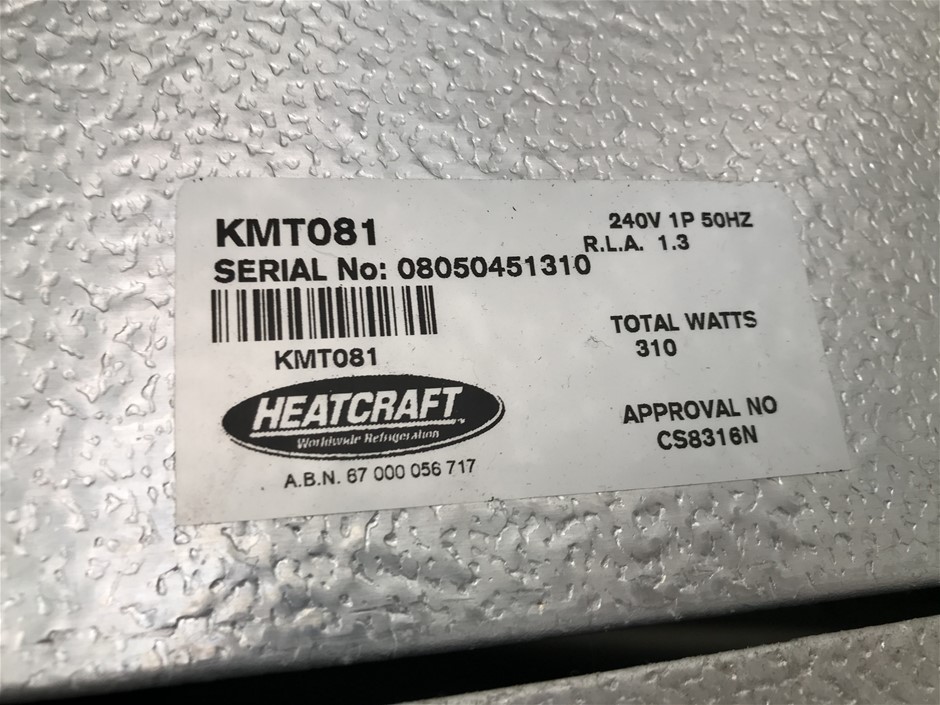 KMT081
240V 1P 50HZ
R.L.A. 1.3
SERIAL No: 08050451310
KMT081
TOTAL WATTS
310
HEATCRAFT
Worldwide Refrigeration
A.B.N. 67 000 056 717
APPROVAL NO
CS8316N